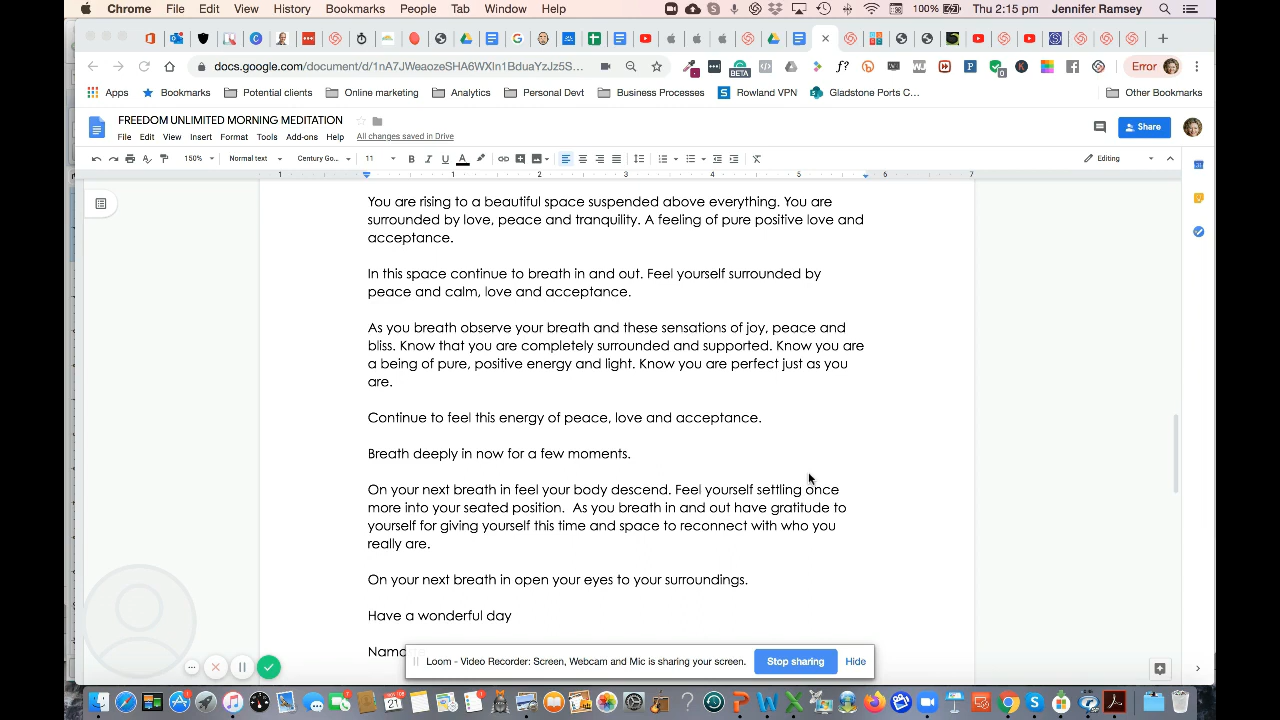 Chrome File Edit View History Bookmarks People Tab Window Help 100% Thu 2:15 pm Jennifer Ramsey
docs.google.com/document/d/1nA7JWeaozeSHA6WXIn1BduaYzJz5S... BETA Error
Apps Bookmarks Potential clients Online marketing Analytics Personal Devt Business Processes Rowland VPN Gladstone Ports C... Other Bookmarks
FREEDOM UNLIMITED MORNING MEDITATION
Share
File Edit View Insert Format Tools Add-ons Help All changes saved in Drive
150% Normal text Century Go... 11 B I U A Editing
1 1 2 3 4 5 6 7
You are rising to a beautiful space suspended above everything. You are
surrounded by love, peace and tranquility. A feeling of pure positive love and
acceptance.
In this space continue to breath in and out. Feel yourself surrounded by
peace and calm, love and acceptance.
As you breath observe your breath and these sensations of joy, peace and
bliss. Know that you are completely surrounded and supported. Know you are
a being of pure, positive energy and light. Know you are perfect just as you
are.
Continue to feel this energy of peace, love and acceptance.
Breath deeply in now for a few moments.
On your next breath in feel your body descend. Feel yourself settling once
more into your seated position. As you breath in and out have gratitude to
yourself for giving yourself this time and space to reconnect with who you
really are.
On your next breath in open your eyes to your surroundings.
Have a wonderful day
Nama
Loom - Video Recorder: Screen, Webcam and Mic is sharing your screen. Stop sharing Hide